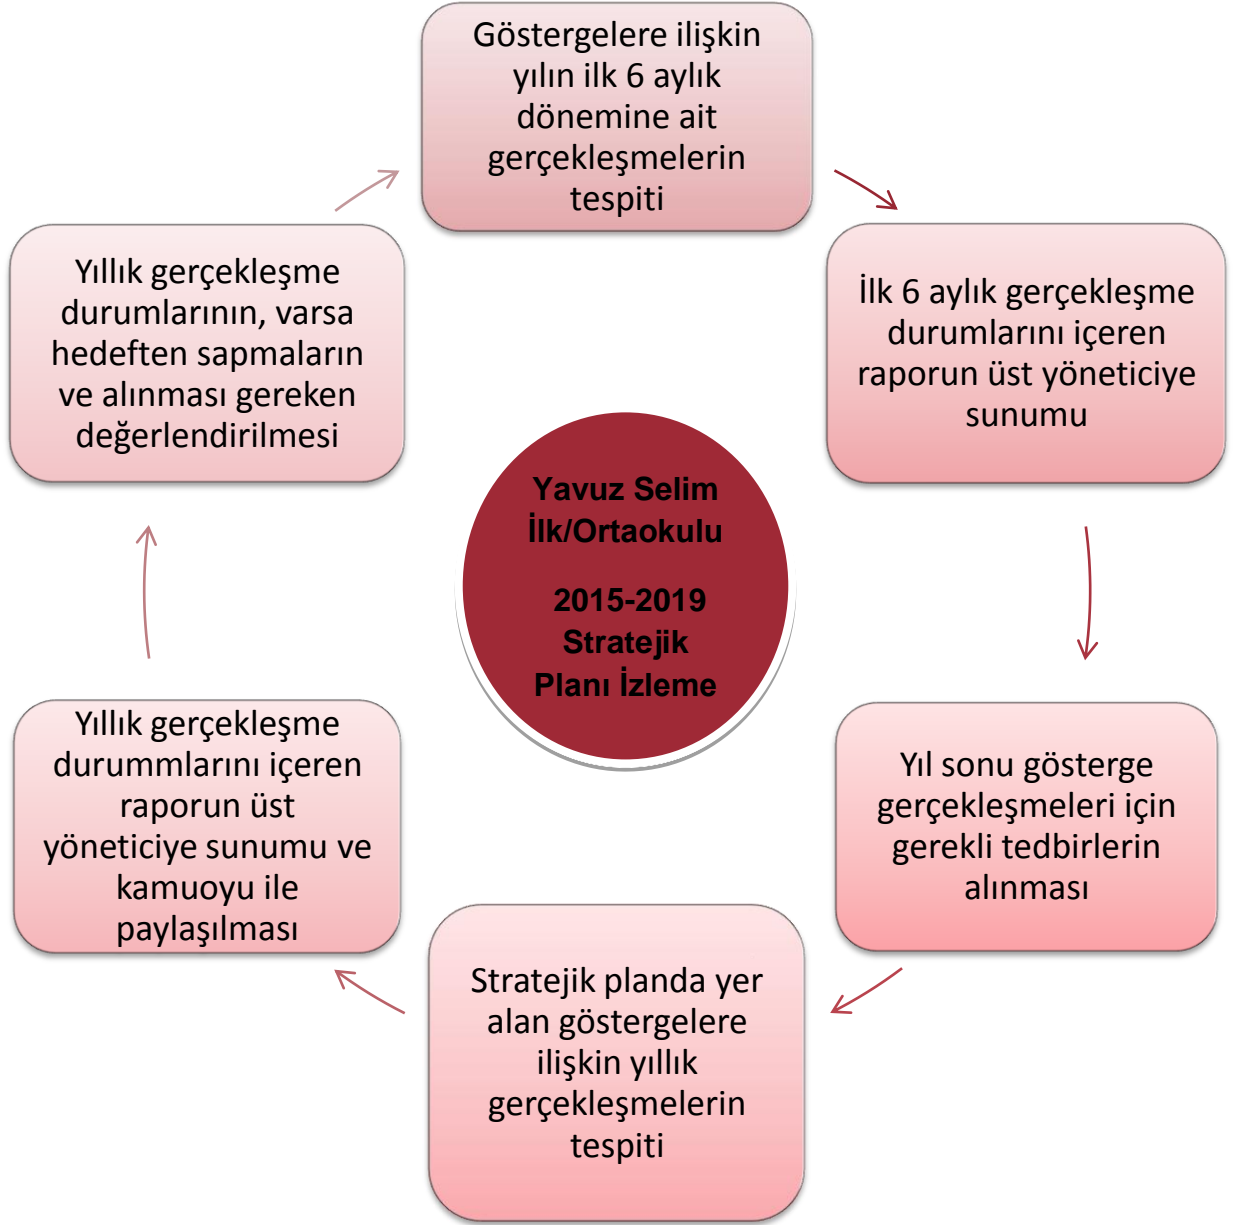 Göstergelere ilişkin
yılın ilk 6 aylık
dönemine ait
gerçekleşmelerin
tespiti
İlk 6 aylık gerçekleşme
durumlarını içeren
raporun üst yöneticiye
sunumu
Yıl sonu gösterge
gerçekleşmeleri için
gerekli tedbirlerin
alınması
Stratejik planda yer
alan göstergelere
ilişkin yıllık
gerçekleşmelerin
tespiti
Yıllık gerçekleşme
durummlarını içeren
raporun üst
yöneticiye sunumu ve
kamuoyu ile
paylaşılması
Yıllık gerçekleşme
durumlarının, varsa
hedeften sapmaların
ve alınması gereken
değerlendirilmesi
Yavuz Selim
İlk/Ortaokulu
2015-2019
Stratejik
Planı İzleme